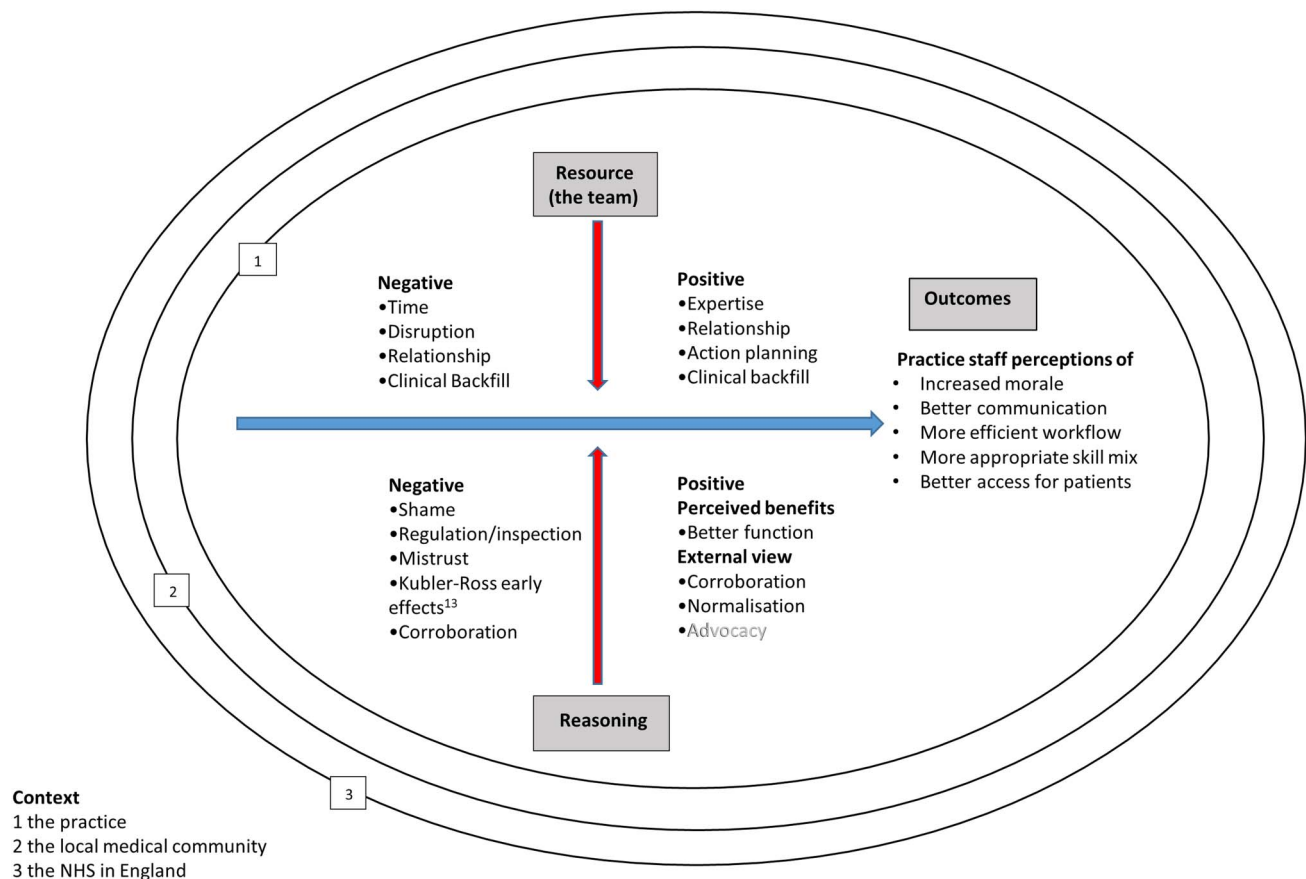 Resource
(the team)
1
Negative
•Time
•Disruption
•Relationship
•Clinical Backfill
Positive
•Expertise
•Relationship
•Action planning
•Clinical backfill
Outcomes
Practice staff perceptions of
• Increased morale
• Better communication
• More efficient workflow
• More appropriate skill mix
• Better access for patients
Negative
•Shame
•Regulation/inspection
•Mistrust
•Kubler-Ross early
effects¹³
•Corroboration
Positive
Perceived benefits
•Better function
External view
•Corroboration
•Normalisation
•Advocacy
2
Reasoning
3
Context
1 the practice
2 the local medical community
3 the NHS in England